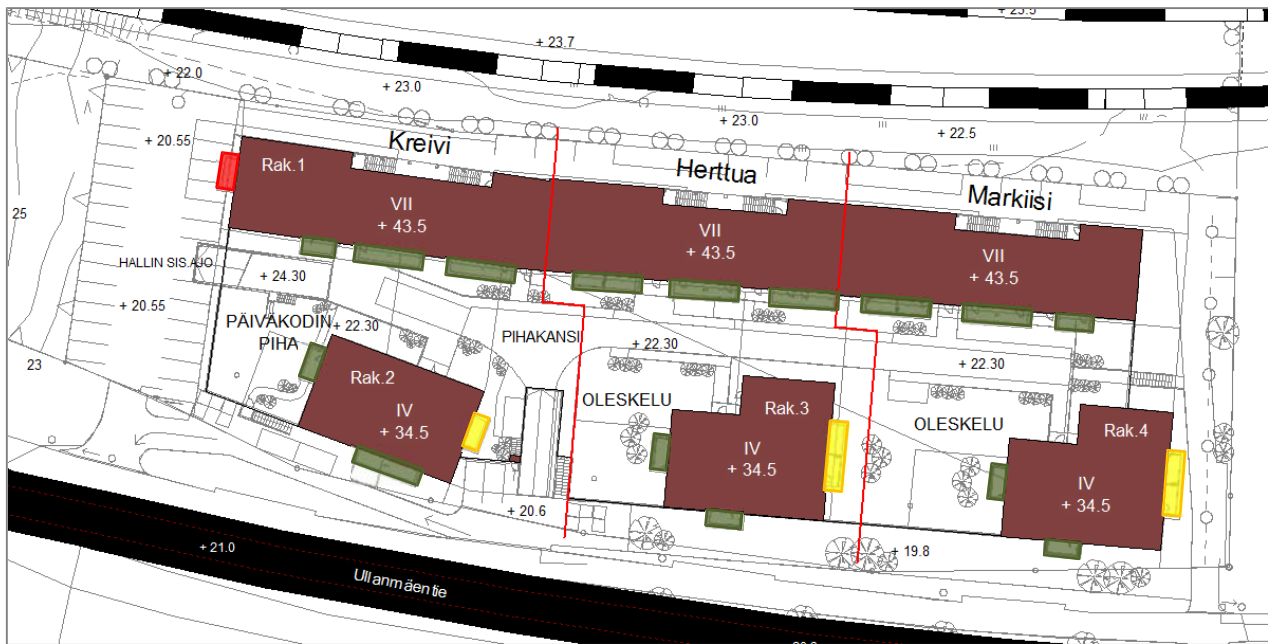 + 23.5
+ 23.7
+ 22.0
+ 23.0
+ 23.0
+ 22.5
+ 20.55
Kreivi
Herttua
Markiisi
Rak.1
VII
+ 43.5
VII
+ 43.5
VII
+ 43.5
25
HALLIN SIS.AJO
+ 24.30
+ 20.55
PÄIVÄKODIN
PIHA
+ 22.30
PIHAKANSI
+ 22.30
+ 22.30
23
Rak.2
IV
+ 34.5
OLESKELU
Rak.3
IV
+ 34.5
OLESKELU
Rak.4
IV
+ 34.5
+ 20.6
+ 19.8
+ 21.0
Ullanmäentie